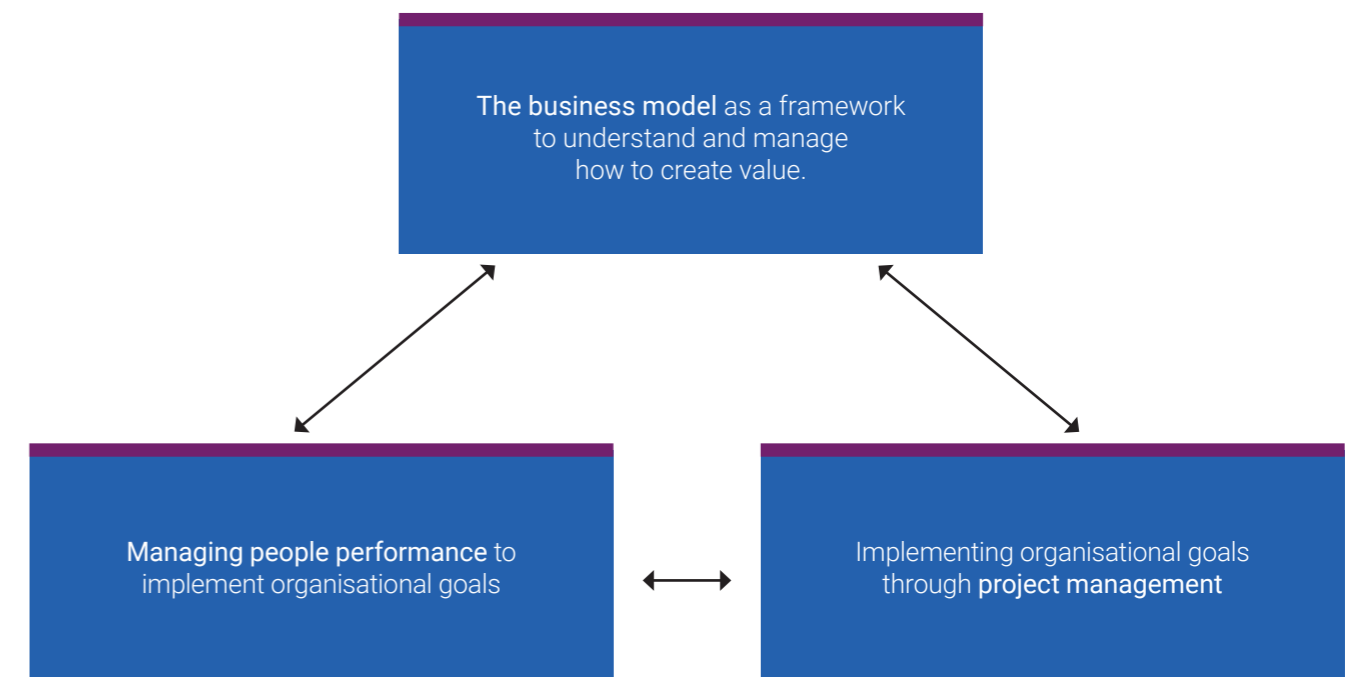 The business model as a framework
to understand and manage
how to create value.
Managing people performance to
implement organisational goals
Implementing organisational goals
through project management